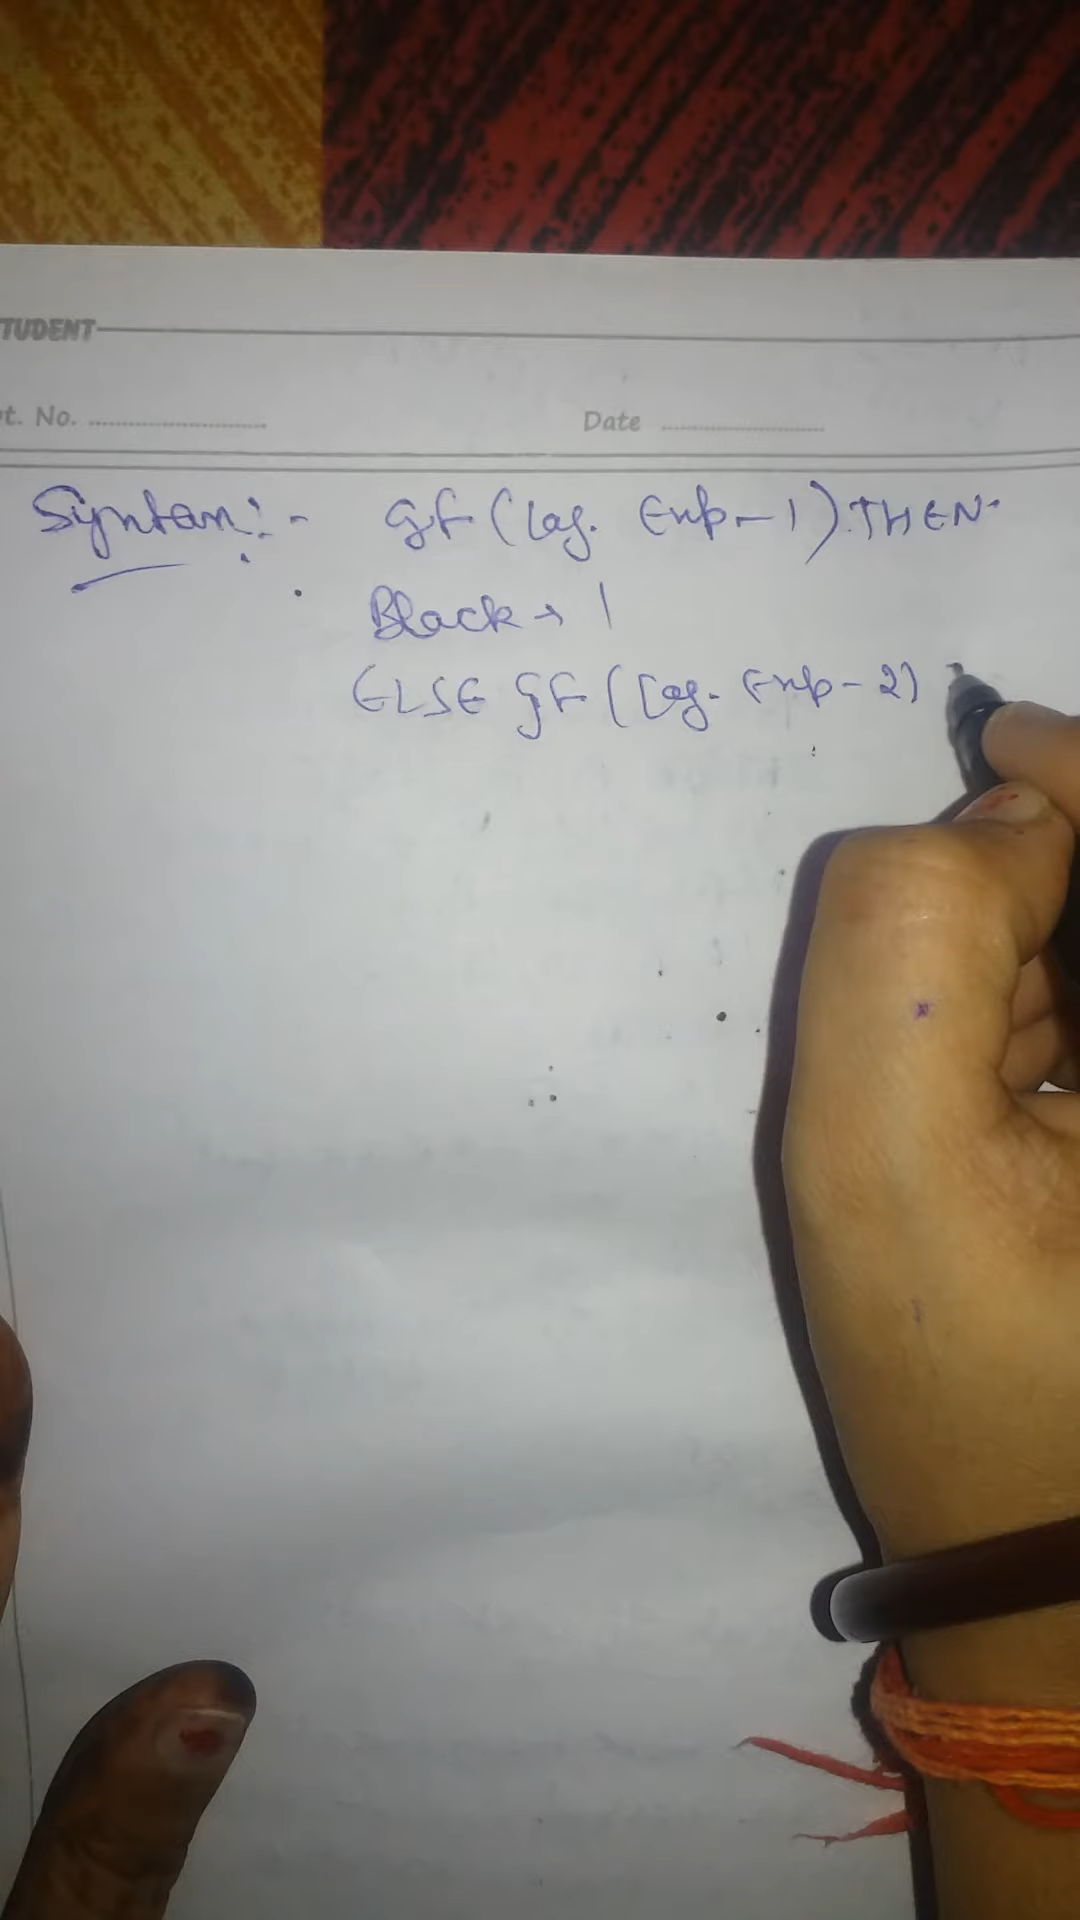 TUDENT
t. No. ........................ Date ........................
Syntax:- IF (Log. Exp-1) THEN
Block → 1
ELSE IF (Log. Exp-2)